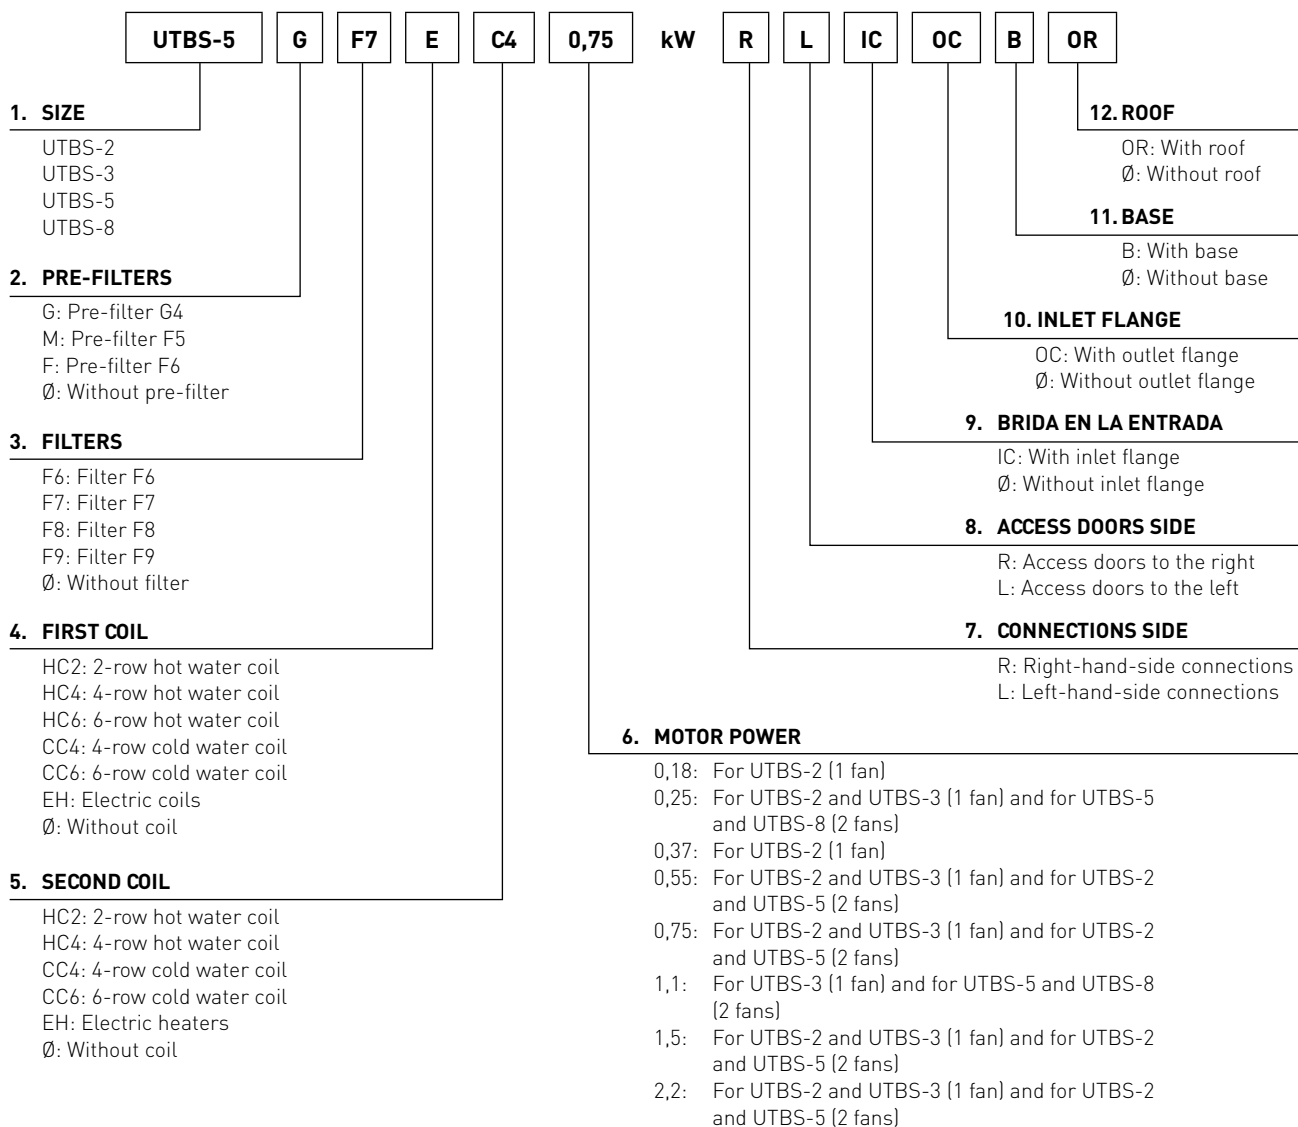 UTBS-5 G F7 E C4 0,75 kW R L IC OC B OR
1. SIZE
UTBS-2
UTBS-3
UTBS-5
UTBS-8
2. PRE-FILTERS
G: Pre-filter G4
M: Pre-filter F5
F: Pre-filter F6
Ø: Without pre-filter
3. FILTERS
F6: Filter F6
F7: Filter F7
F8: Filter F8
F9: Filter F9
Ø: Without filter
4. FIRST COIL
HC2: 2-row hot water coil
HC4: 4-row hot water coil
HC6: 6-row hot water coil
CC4: 4-row cold water coil
CC6: 6-row cold water coil
EH: Electric coils
Ø: Without coil
5. SECOND COIL
HC2: 2-row hot water coil
HC4: 4-row hot water coil
CC4: 4-row cold water coil
CC6: 6-row cold water coil
EH: Electric heaters
Ø: Without coil
12. ROOF
OR: With roof
Ø: Without roof
11. BASE
B: With base
Ø: Without base
10. INLET FLANGE
OC: With outlet flange
Ø: Without outlet flange
9. BRIDA EN LA ENTRADA
IC: With inlet flange
Ø: Without inlet flange
8. ACCESS DOORS SIDE
R: Access doors to the right
L: Access doors to the left
7. CONNECTIONS SIDE
R: Right-hand-side connections
L: Left-hand-side connections
6. MOTOR POWER
0,18: For UTBS-2 (1 fan)
0,25: For UTBS-2 and UTBS-3 (1 fan) and for UTBS-5
and UTBS-8 (2 fans)
0,37: For UTBS-2 (1 fan)
0,55: For UTBS-2 and UTBS-3 (1 fan) and for UTBS-2
and UTBS-5 (2 fans)
0,75: For UTBS-2 and UTBS-3 (1 fan) and for UTBS-2
and UTBS-5 (2 fans)
1,1: For UTBS-3 (1 fan) and for UTBS-5 and UTBS-8
(2 fans)
1,5: For UTBS-2 and UTBS-3 (1 fan) and for UTBS-2
and UTBS-5 (2 fans)
2,2: For UTBS-2 and UTBS-3 (1 fan) and for UTBS-2
and UTBS-5 (2 fans)